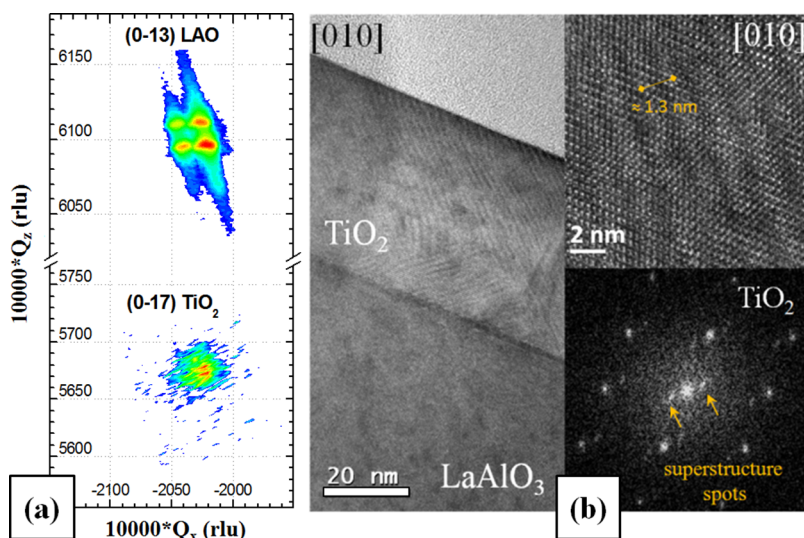 (0-13) LAO
6150
6100
6050
10000*Qz (rlu)
5750
(0-17) TiO2
5700
5650
5600
-2100
-2050
-2000
(a)
10000*Qx (rlu)
[010]
TiO2
20 nm
LaAlO3
[010]
≈ 1.3 nm
2 nm
TiO2
superstructure
spots
(b)